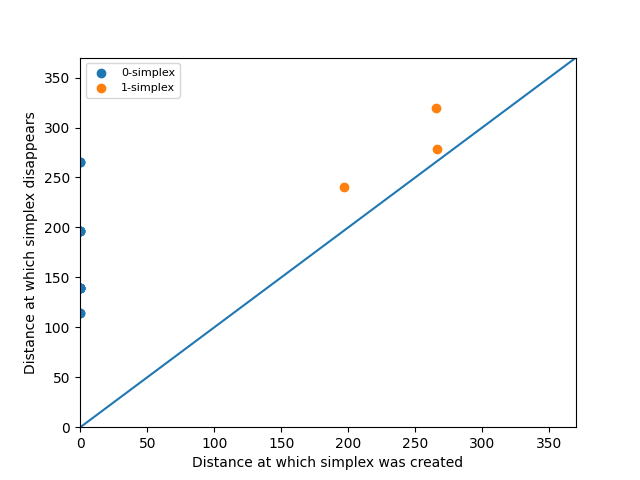 0-simplex
1-simplex
Distance at which simplex disappears
350
300
250
200
150
100
50
0
0 50 100 150 200 250 300 350
Distance at which simplex was created